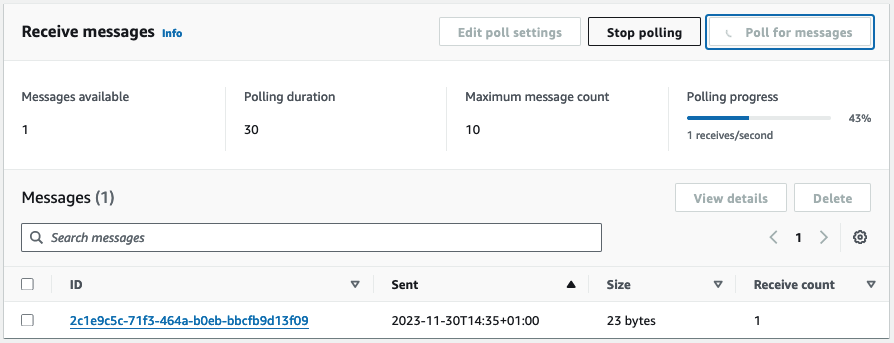 Receive messages Info Edit poll settings Stop polling Poll for messages
Messages available Polling duration Maximum message count Polling progress
1 30 10 43%
1 receives/second
Messages (1) View details Delete
Search messages 1
ID Sent Size Receive count
2c1e9c5c-71f3-464a-b0eb-bbcfb9d13f09 2023-11-30T14:35+01:00 23 bytes 1